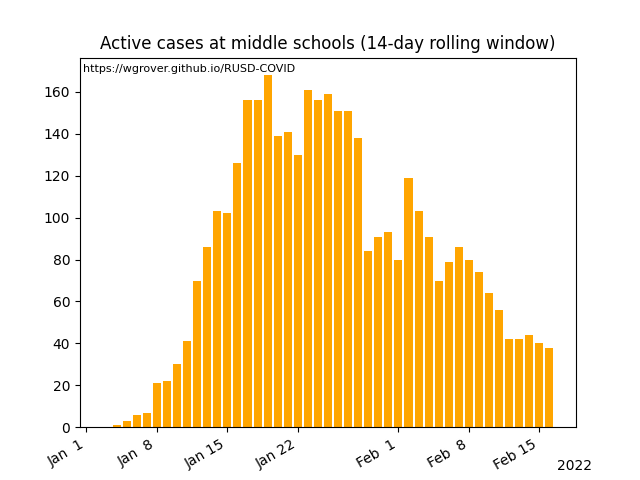 Active cases at middle schools (14-day rolling window)
https://wgrover.github.io/RUSD-COVID
160
140
120
100
80
60
40
20
0
Jan 1
Jan 8
Jan 15
Jan 22
Feb 1
Feb 8
Feb 15
2022